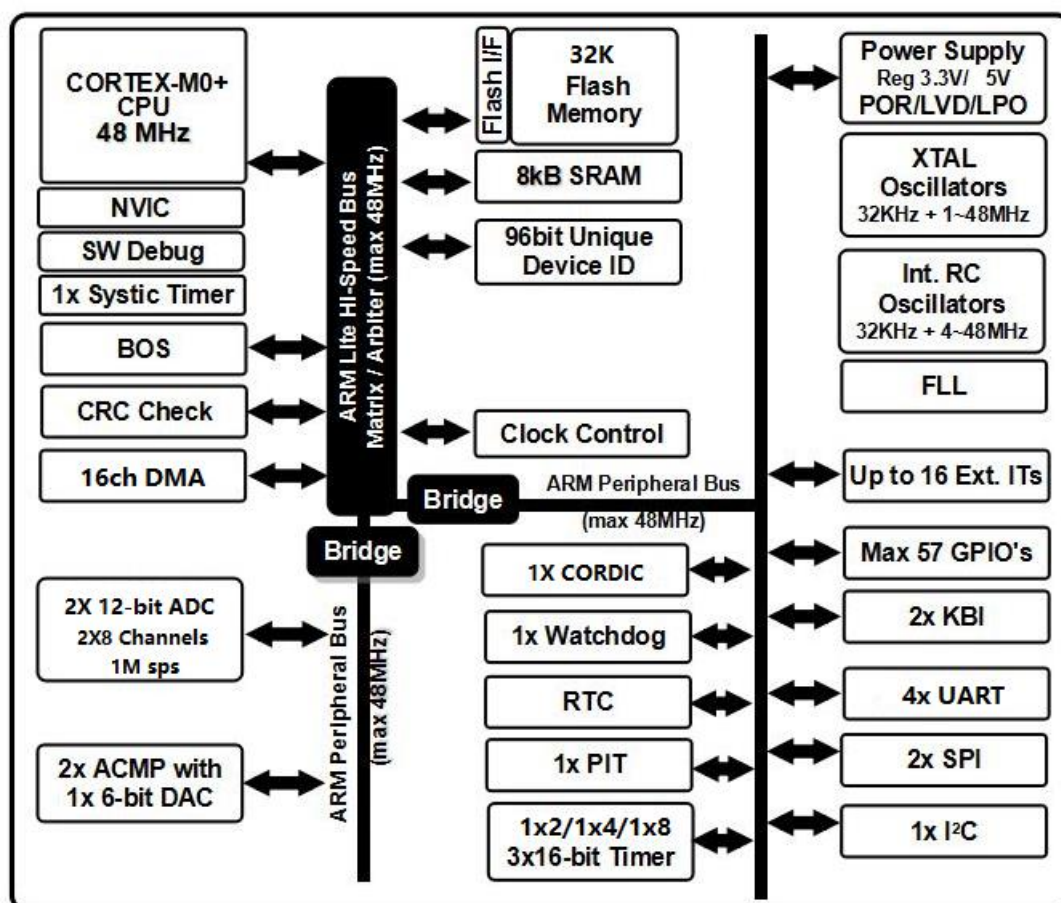 CORTEX-M0+
CPU
48 MHz
NVIC
SW Debug
1x Systic Timer
BOS
CRC Check
16ch DMA
2X 12-bit ADC
2X8 Channels
1M sps
2x ACMP with
1x 6-bit DAC
ARM Lite HI-Speed Bus
Matrix / Arbiter (max 48MHz)
Bridge
Bridge
ARM Peripheral Bus
(max 48MHz)
ARM Peripheral Bus
(max 48MHz)
Flash I/F
32K
Flash
Memory
8kB SRAM
96bit Unique
Device ID
Clock Control
1X CORDIC
1x Watchdog
RTC
1x PIT
1x2/1x4/1x8
3x16-bit Timer
Power Supply
Reg 3.3V/ 5V
POR/LVD/LPO
XTAL
Oscillators
32KHz + 1~48MHz
Int. RC
Oscillators
32KHz + 4~48MHz
FLL
Up to 16 Ext. ITs
Max 57 GPIO's
2x KBI
4x UART
2x SPI
1x I²C